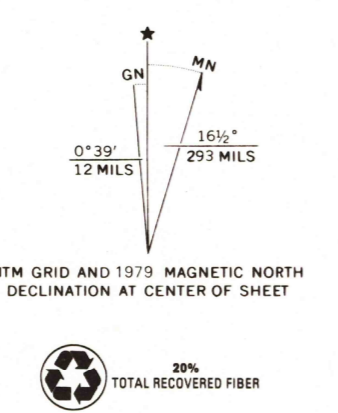 MN
GN
0°39'
12 MILS
16½°
293 MILS
TM GRID AND 1979 MAGNETIC NORTH
DECLINATION AT CENTER OF SHEET
20%
TOTAL RECOVERED FIBER